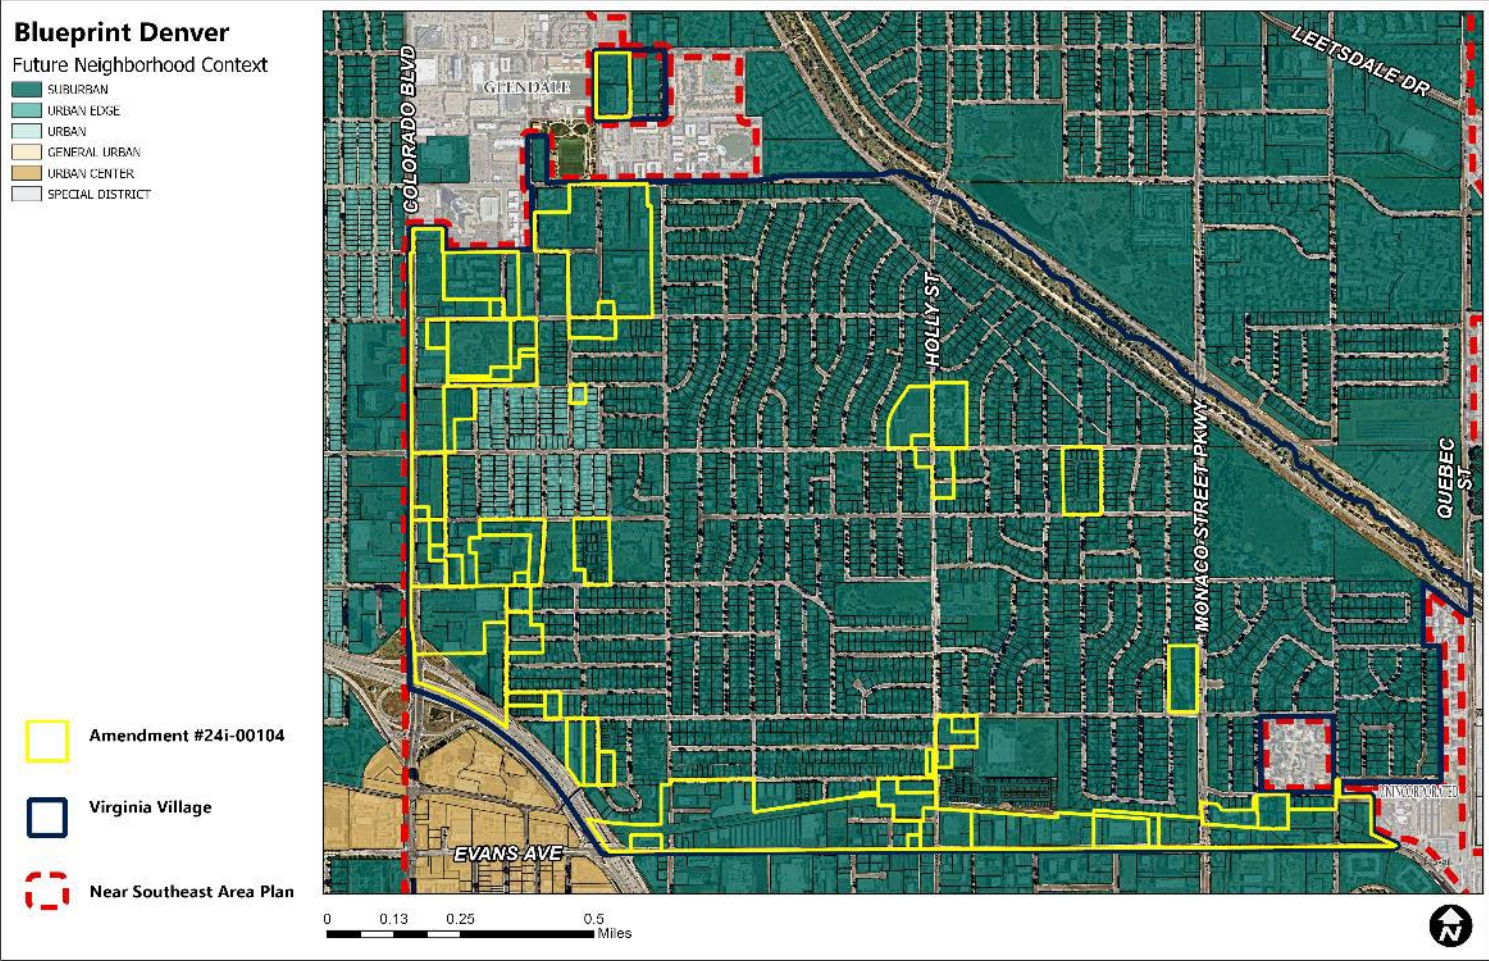 Blueprint Denver
Future Neighborhood Context
SUBURBAN
URBAN EDGE
URBAN
GENERAL URBAN
URBAN CENTER
SPECIAL DISTRICT
COLORADO BLVD
GLENDALE
LEETSDALE DR
HOLLY ST
MONACO STREET PKWY
QUEBEC
ST
UNINCORPORATED
EVANS AVE
Amendment #24i-00104
Virginia Village
Near Southeast Area Plan
0 0.13 0.25 0.5
Miles
N